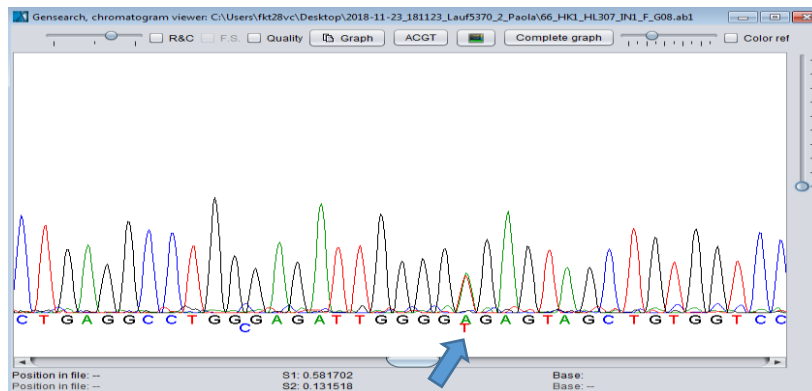 Gensearch, chromatogram viewer: C:\Users\fkt28vc\Desktop\2018-11-23_181123_Lauf5370_2_Paola\66_HK1_HL307_IN1_F_G08.ab1
R&C F.S. Quality Graph ACGT Complete graph Color ref
C T G A G G C C T G G G A G A T T G G G G A G A G T A G C T G T G G T C C
C T
Position in file: -- S1: 0.581702 Base:
Position in file: -- S2: 0.131518 Base: --